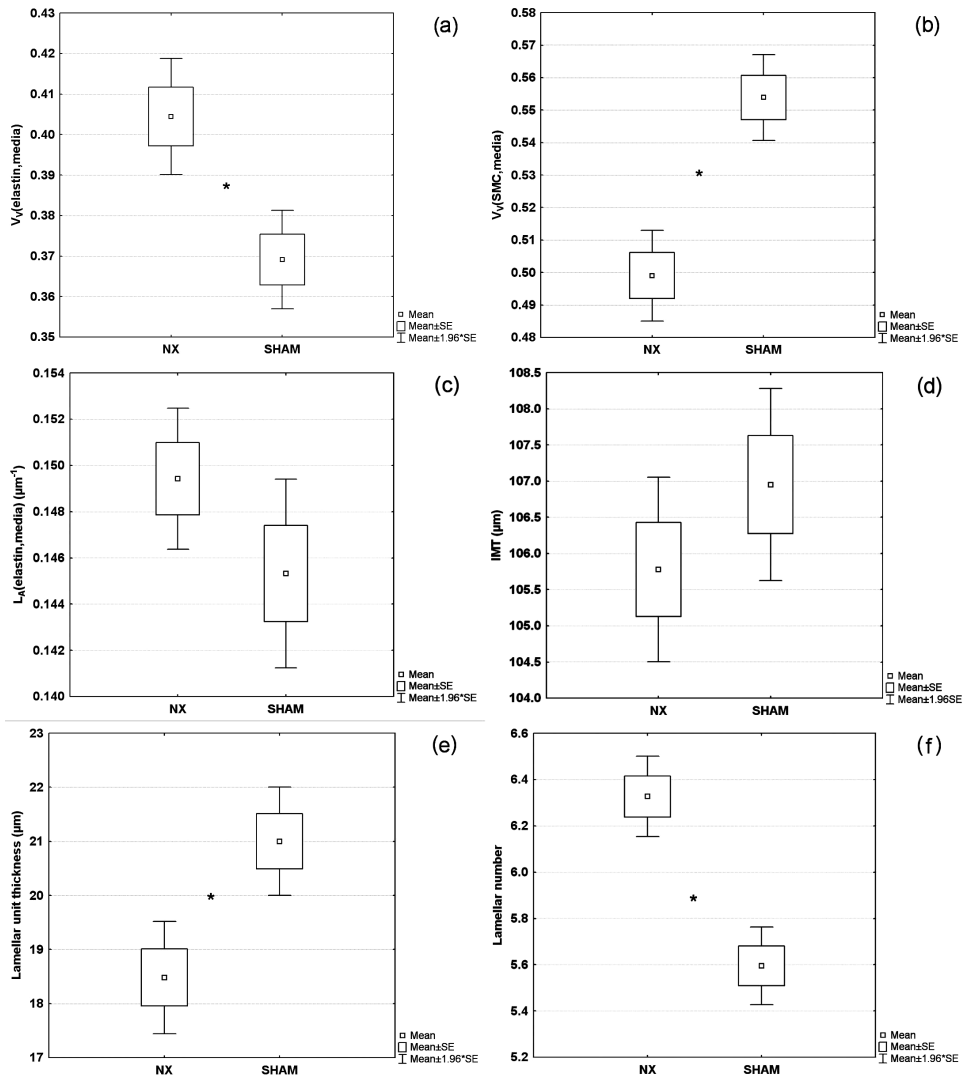 (a)
V_V(elastin,media)
0.43
0.42
0.41
0.40
0.39
0.38
0.37
0.36
0.35
*
NX SHAM
Mean
Mean±SE
Mean±1.96*SE
(b)
V_V(SMC,media)
0.58
0.57
0.56
0.55
0.54
0.53
0.52
0.51
0.50
0.49
0.48
*
NX SHAM
Mean
Mean±SE
Mean±1.96*SE
(c)
L_A(elastin,media) (µm⁻¹)
0.154
0.152
0.150
0.148
0.146
0.144
0.142
0.140
NX SHAM
Mean
Mean±SE
Mean±1.96*SE
(d)
IMT (µm)
108.5
108.0
107.5
107.0
106.5
106.0
105.5
105.0
104.5
104.0
NX SHAM
Mean
Mean±SE
Mean±1.96SE
(e)
Lamellar unit thickness (µm)
23
22
21
20
19
18
17
*
NX SHAM
Mean
Mean±SE
Mean±1.96*SE
(f)
Lamellar number
6.6
6.4
6.2
6.0
5.8
5.6
5.4
5.2
*
NX SHAM
Mean
Mean±SE
Mean±1.96*SE